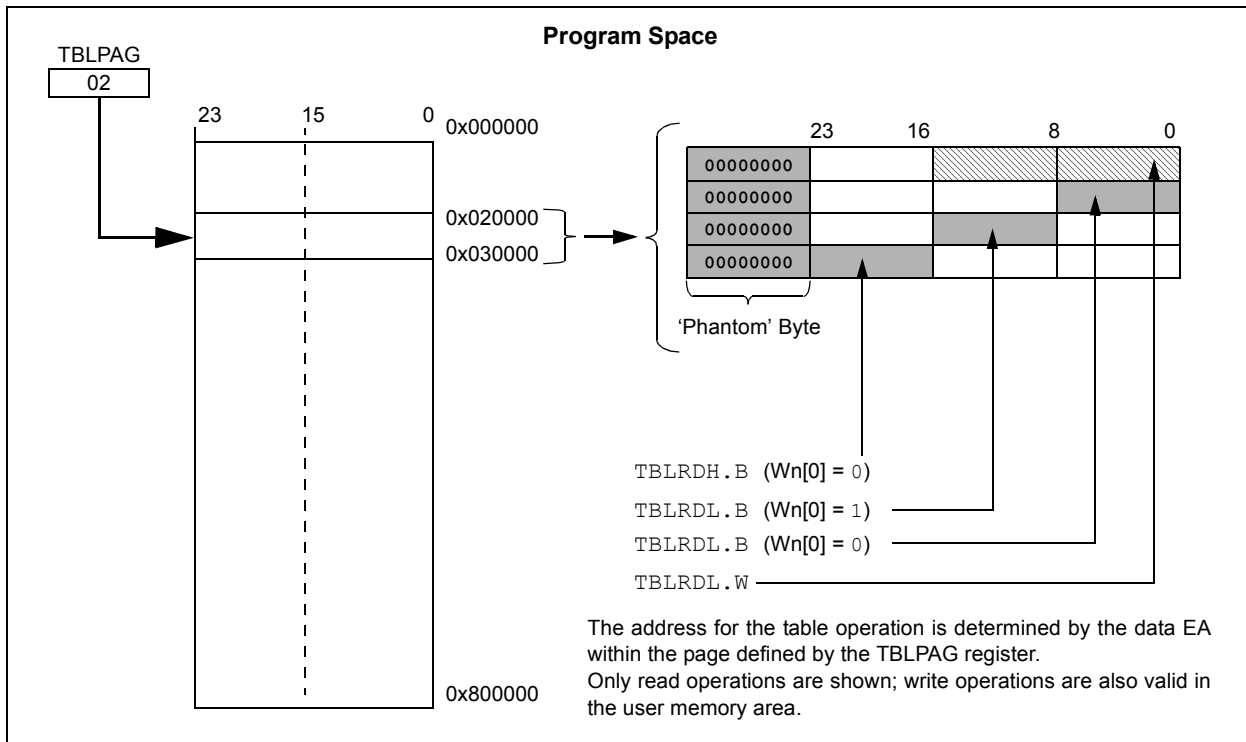 Program Space
TBLPAG
02
23 15 0
0x000000
0x020000
0x030000
0x800000
23 16 8 0
00000000
00000000
00000000
00000000
‘Phantom’ Byte
TBLRDH.B (Wn[0] = 0)
TBLRDL.B (Wn[0] = 1)
TBLRDL.B (Wn[0] = 0)
TBLRDL.W
The address for the table operation is determined by the data EA
within the page defined by the TBLPAG register.
Only read operations are shown; write operations are also valid in
the user memory area.